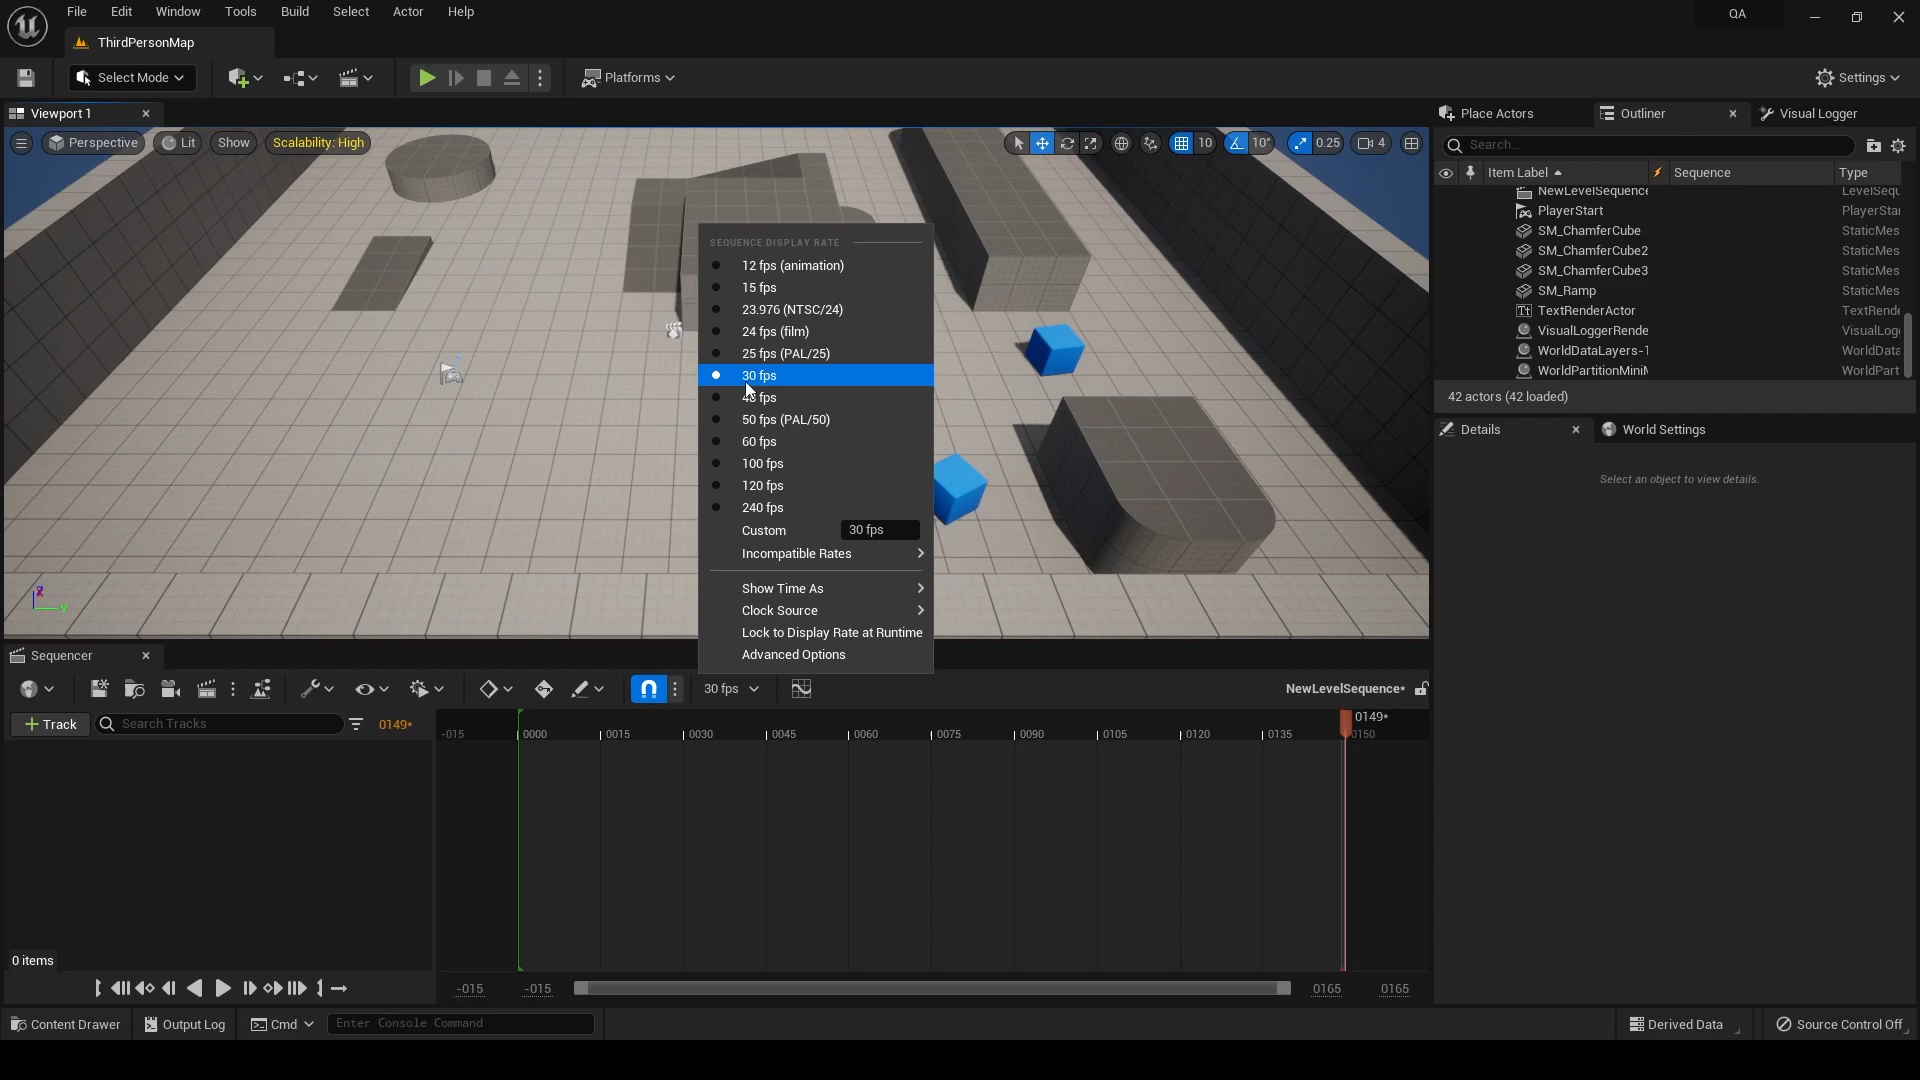 File Edit Window Tools Build Select Actor Help
QA
ThirdPersonMap
Select Mode
Platforms
Settings
Viewport 1
Place Actors
Outliner
Visual Logger
Perspective
Lit
Show
Scalability: High
10
10°
0.25
4
Search...
Item Label
Sequence
Type
NewLevelSequence
LevelSequ
PlayerStart
PlayerStar
SM_ChamferCube
StaticMes
SM_ChamferCube2
StaticMes
SM_ChamferCube3
StaticMes
SM_Ramp
StaticMes
TextRenderActor
TextRende
VisualLoggerRende
VisualLog
WorldDataLayers-1
WorldData
WorldPartitionMini
WorldPart
42 actors (42 loaded)
Details
World Settings
Select an object to view details.
SEQUENCE DISPLAY RATE
12 fps (animation)
15 fps
23.976 (NTSC/24)
24 fps (film)
25 fps (PAL/25)
30 fps
48 fps
50 fps (PAL/50)
60 fps
100 fps
120 fps
240 fps
Custom 30 fps
Incompatible Rates
Show Time As
Clock Source
Lock to Display Rate at Runtime
Advanced Options
Z
Y
Sequencer
30 fps
NewLevelSequence*
Track
Search Tracks
0149*
0149*
-015 0000 0015 0030 0045 0060 0075 0090 0105 0120 0135 0150
0 items
-015 -015 0165 0165
Content Drawer
Output Log
Cmd
Enter Console Command
Derived Data
Source Control Off